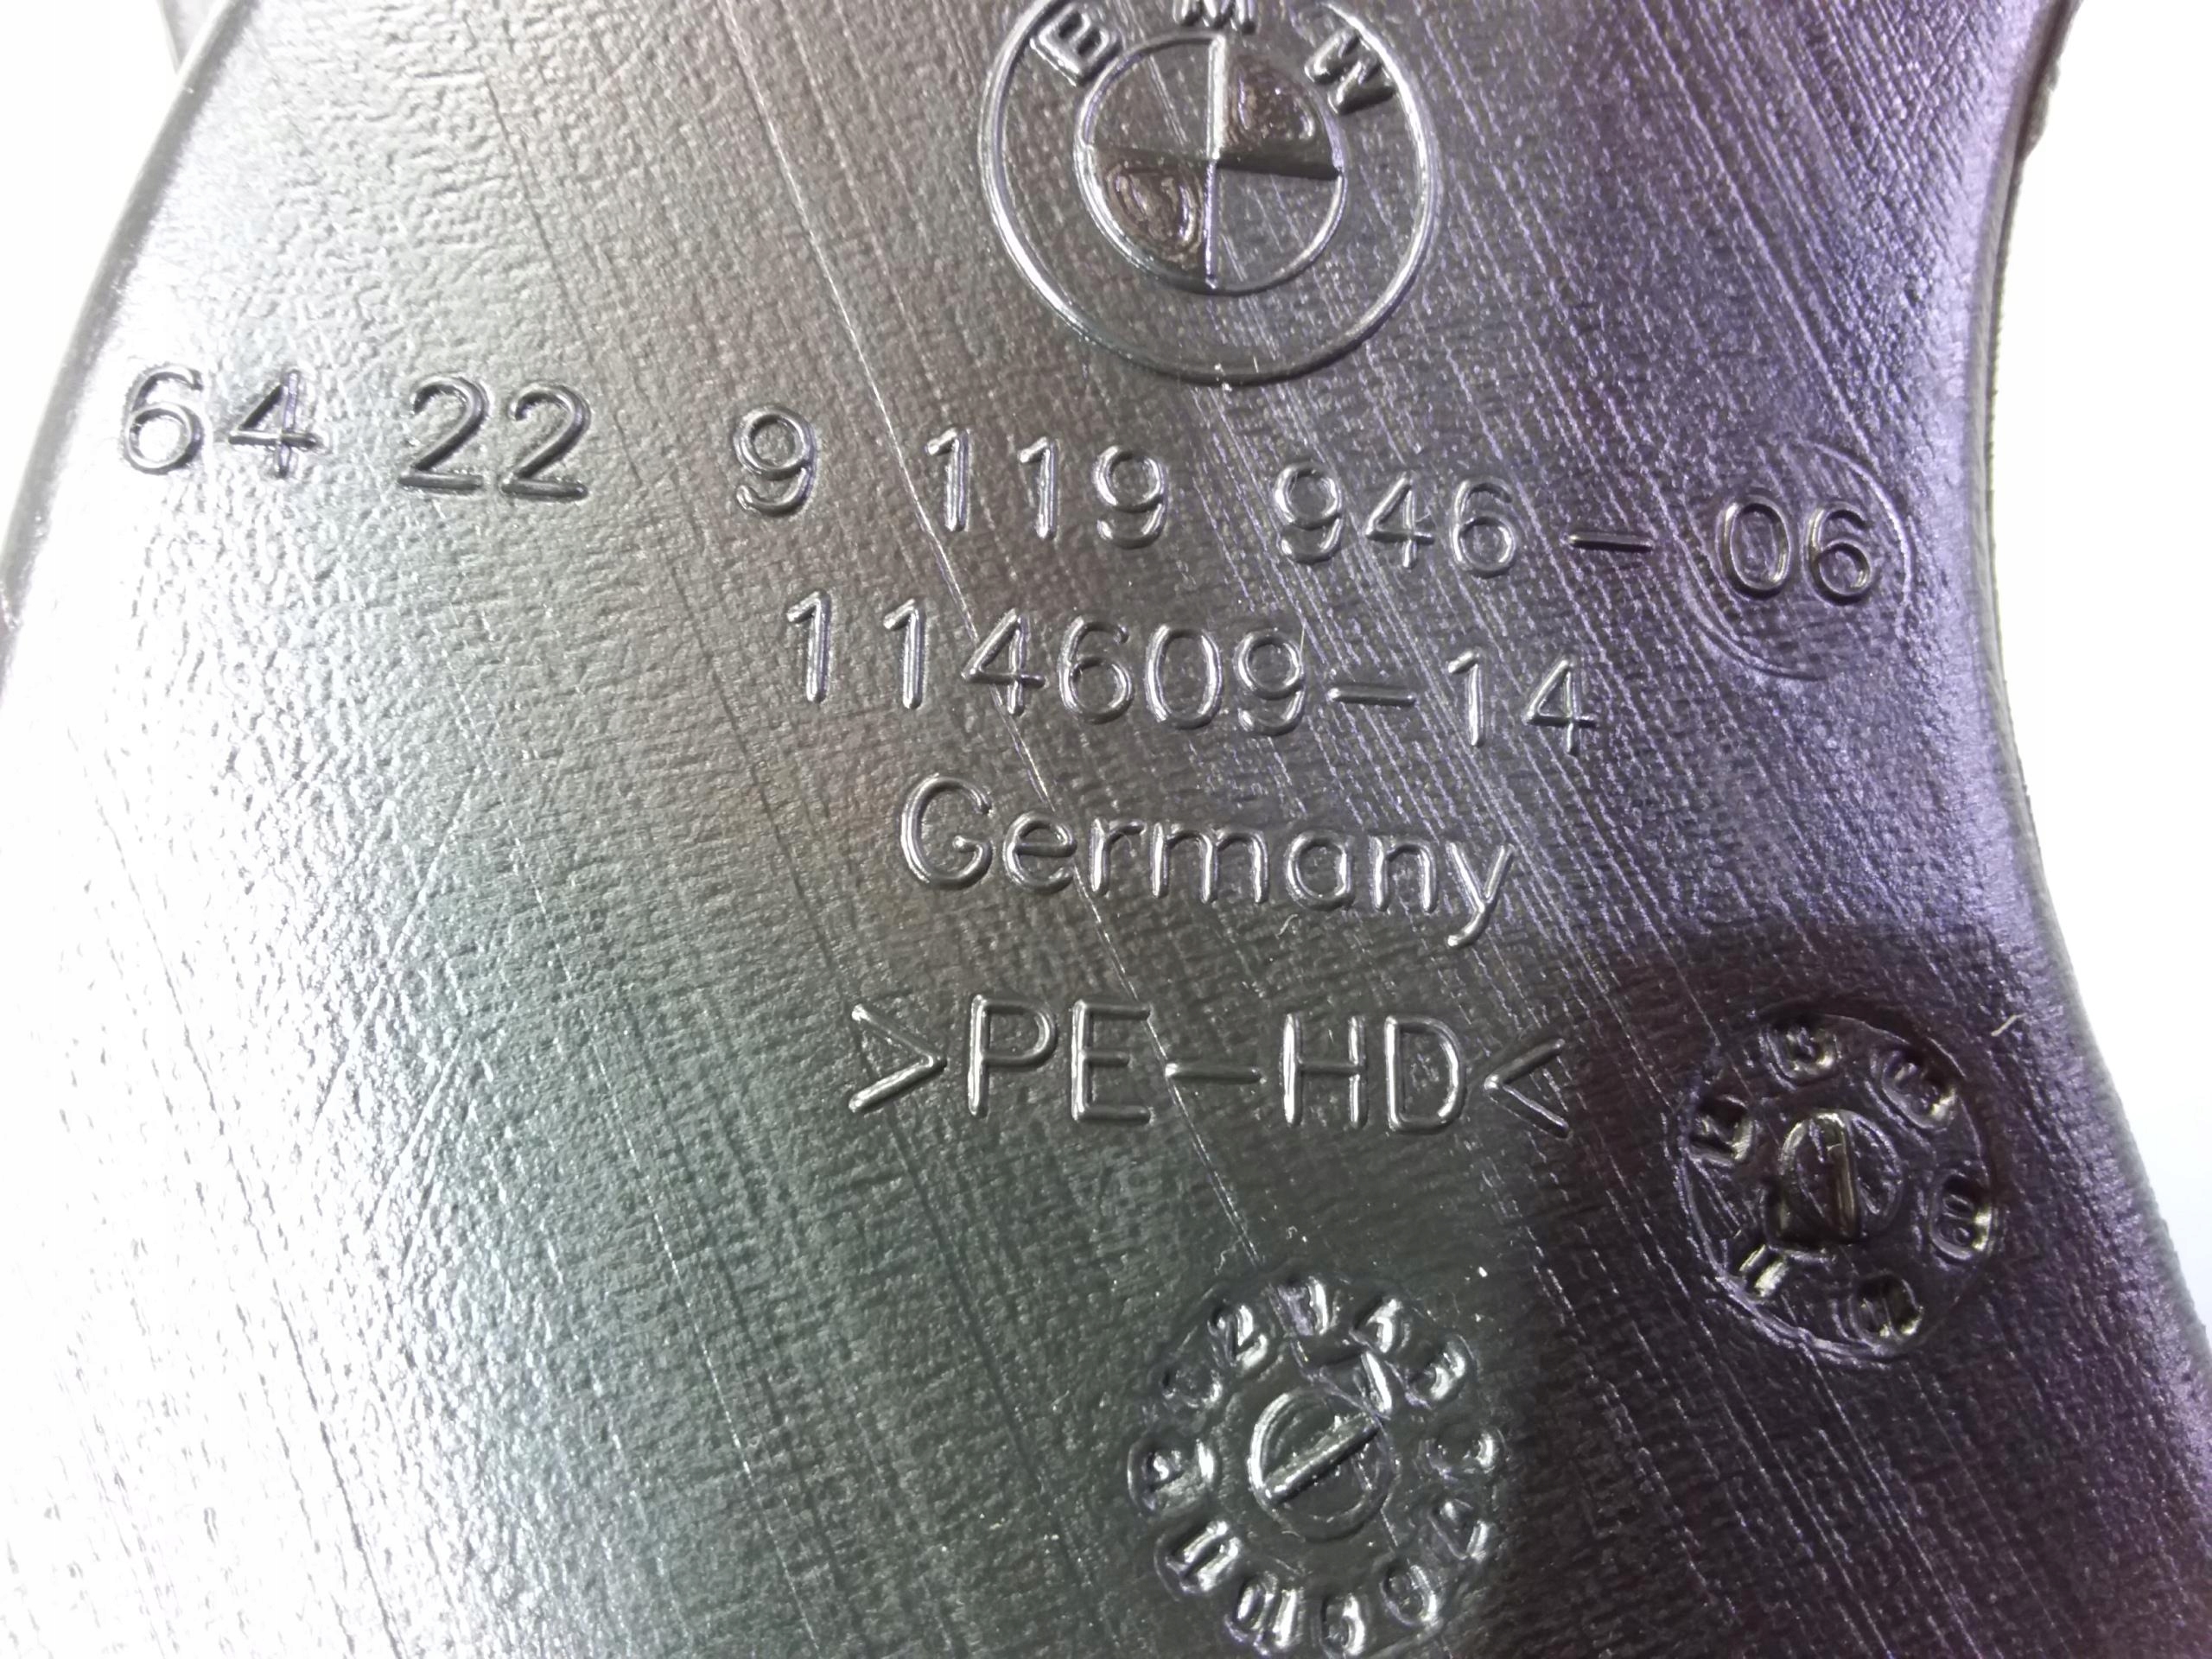 BMW
64 22 9 119 946-06
114609-14
Germany
>PE-HD<